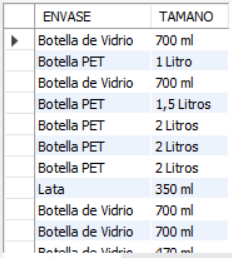 ENVASE TAMANO
Botella de Vidrio 700 ml
Botella PET 1 Litro
Botella de Vidrio 700 ml
Botella PET 1,5 Litros
Botella PET 2 Litros
Botella PET 2 Litros
Botella PET 2 Litros
Lata 350 ml
Botella de Vidrio 700 ml
Botella de Vidrio 700 ml
Botella de Vidrio 470 ml